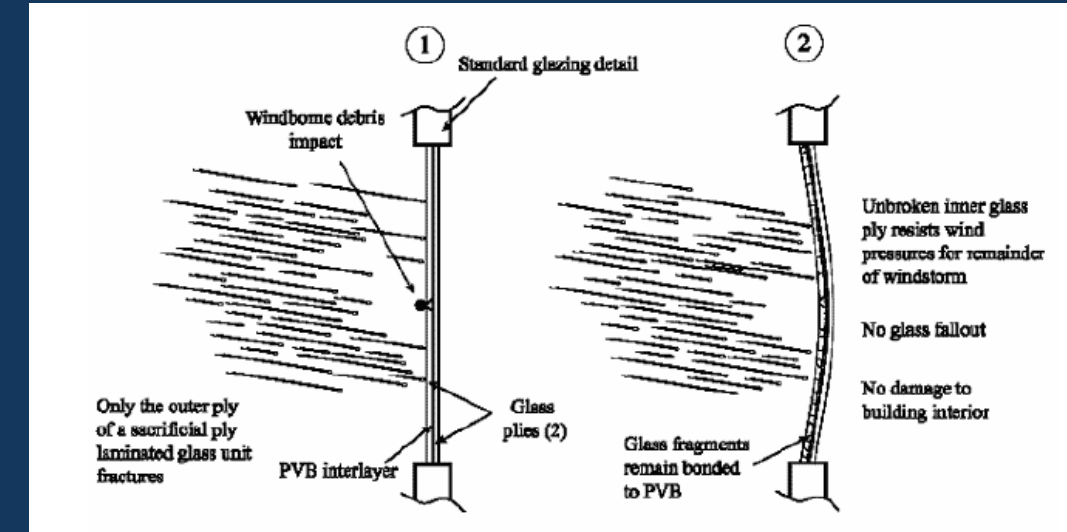 1
2
Standard glazing detail
Windborne debris
impact
Only the outer ply
of a sacrificial ply
laminated glass unit
fractures
PVB interlayer
Glass
plies (2)
Unbroken inner glass
ply resists wind
pressures for remainder
of windstorm
No glass fallout
No damage to
building interior
Glass fragments
remain bonded
to PVB